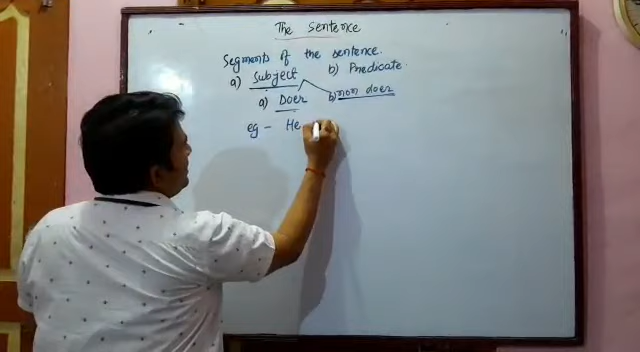 The Sentence
Segments of the sentence.
a) Subject b) Predicate.
a) Doer b) non doer
eg - He